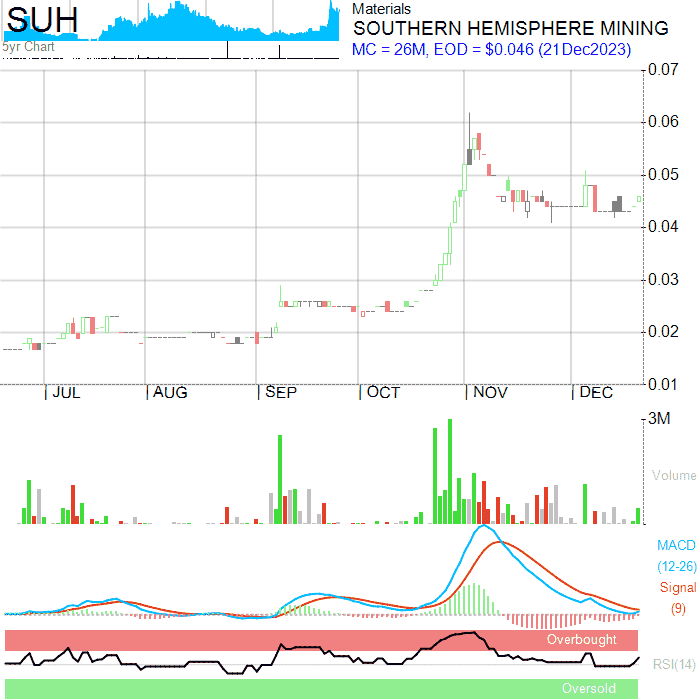 SUH
5yr Chart
Materials
SOUTHERN HEMISPHERE MINING
MC = 26M, EOD = $0.046 (21Dec2023)
0.07
0.06
0.05
0.04
0.03
0.02
0.01
JUL AUG SEP OCT NOV DEC
3M
Volume
MACD
(12-26)
Signal
(9)
Overbought
RSI(14)
Oversold